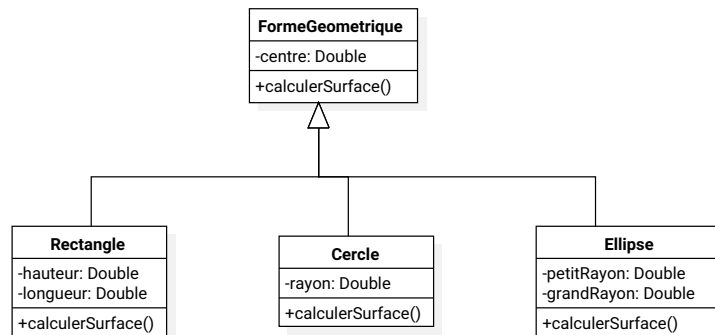 FormeGeometrique
-centre: Double
+calculerSurface()
Rectangle
-hauteur: Double
-longueur: Double
+calculerSurface()
Cercle
-rayon: Double
+calculerSurface()
Ellipse
-petitRayon: Double
-grandRayon: Double
+calculerSurface()